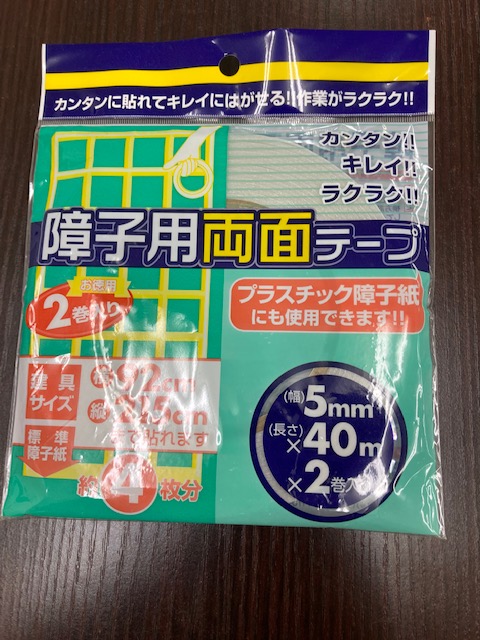 カンタンに貼れてキレイにはがせる!!作業がラクラク!!
カンタン!!
キレイ!!
ラクラク!!
障子用両面テープ
お徳用
2巻入り
プラスチック障子紙
にも使用できます!!
建具
サイズ
92cm
cm
標準
障子紙
まで貼れます
約4枚分
(幅)5mm
(長さ)×40m
×2巻入